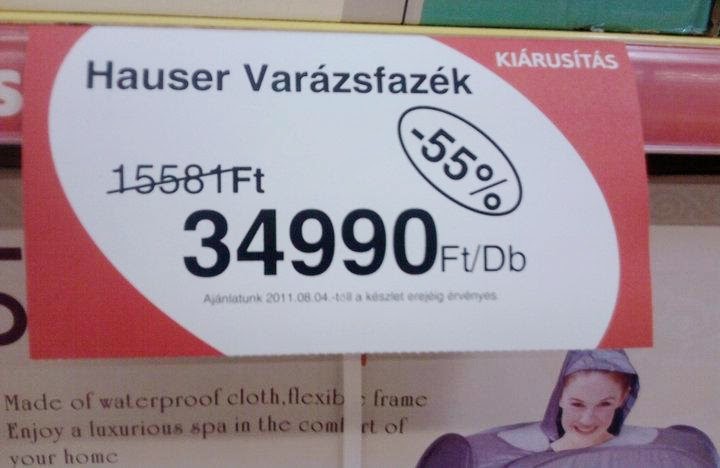 KIÁRUSÍTÁS
Hauser Varázsfazék
-55%
15581Ft
34990Ft/Db
Ajánlatunk 2011.08.04.-től a készlet erejéig érvényes
Made of waterproof cloth,flexib e frame
Enjoy a luxurious spa in the com rt of
your home